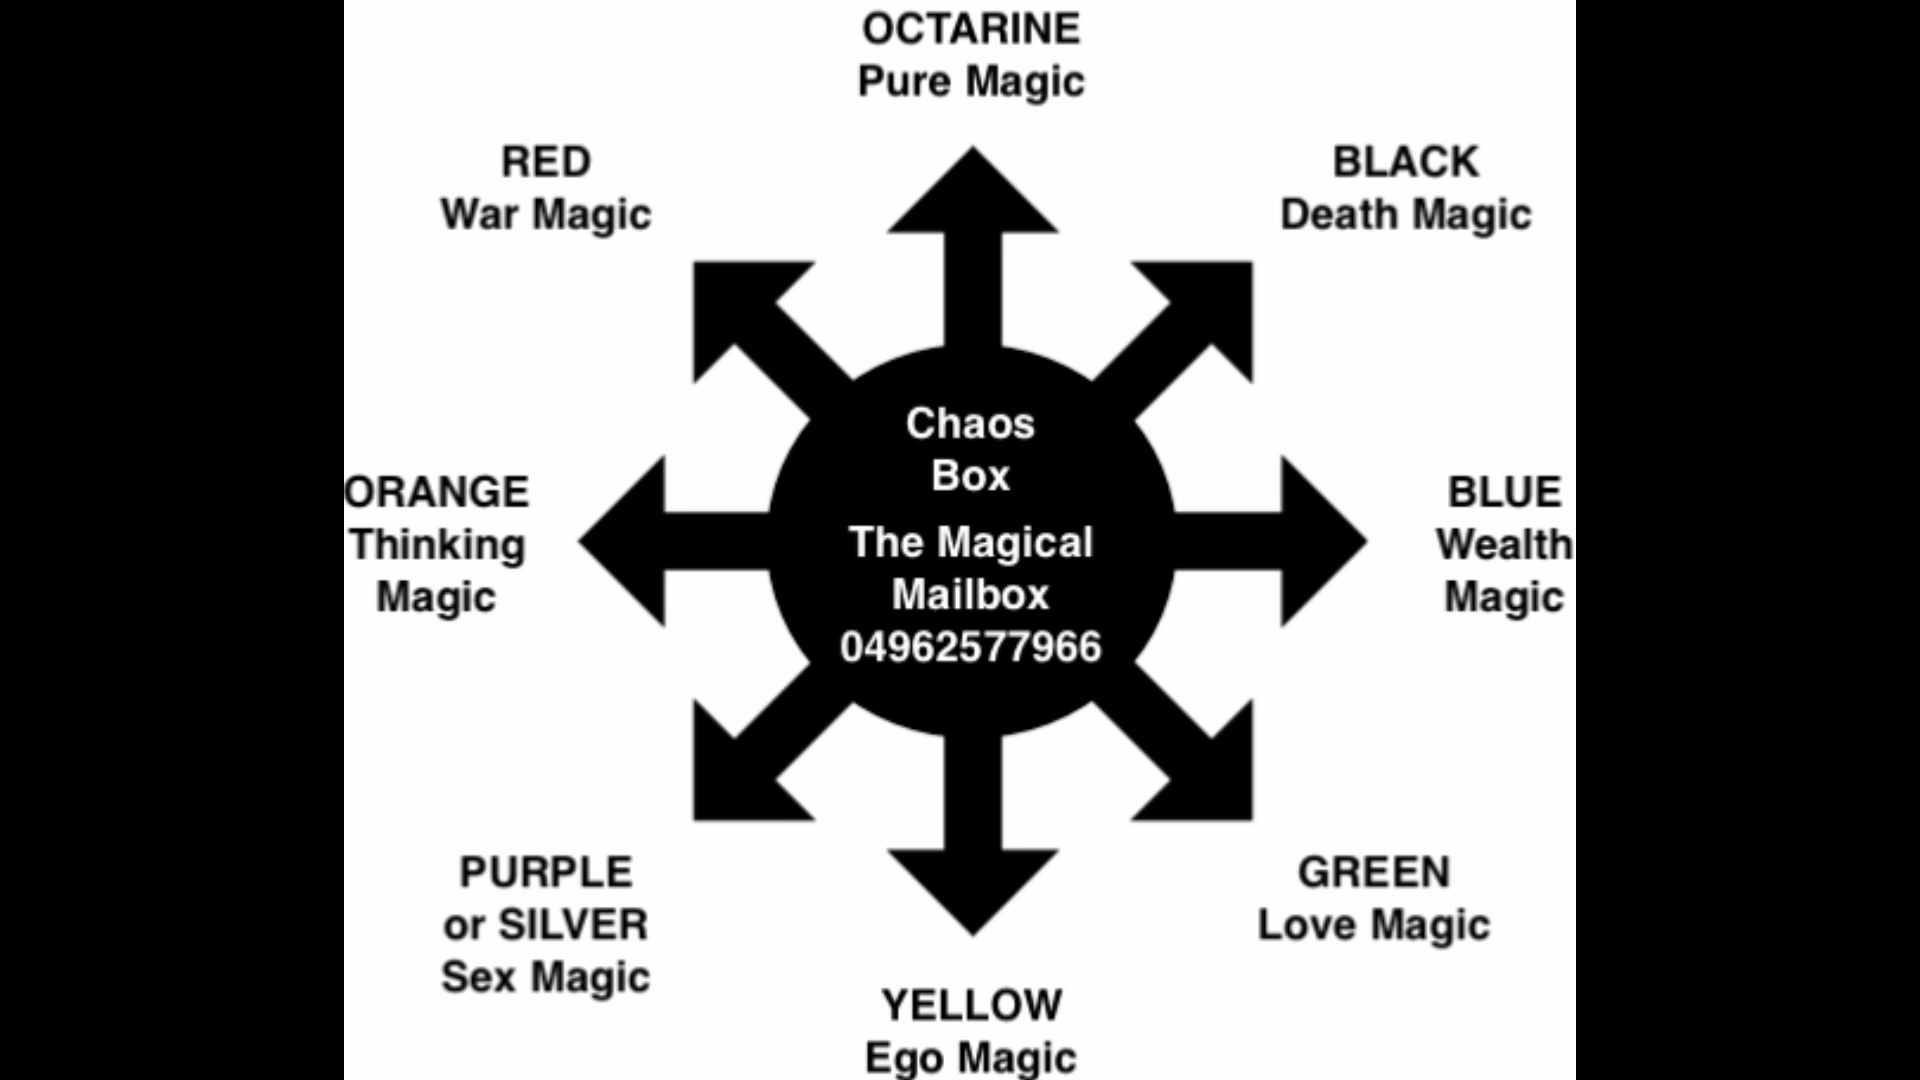 OCTARINE
Pure Magic
RED
War Magic
BLACK
Death Magic
Chaos
Box
The Magical
Mailbox
04962577966
ORANGE
Thinking
Magic
BLUE
Wealth
Magic
PURPLE
or SILVER
Sex Magic
GREEN
Love Magic
YELLOW
Ego Magic